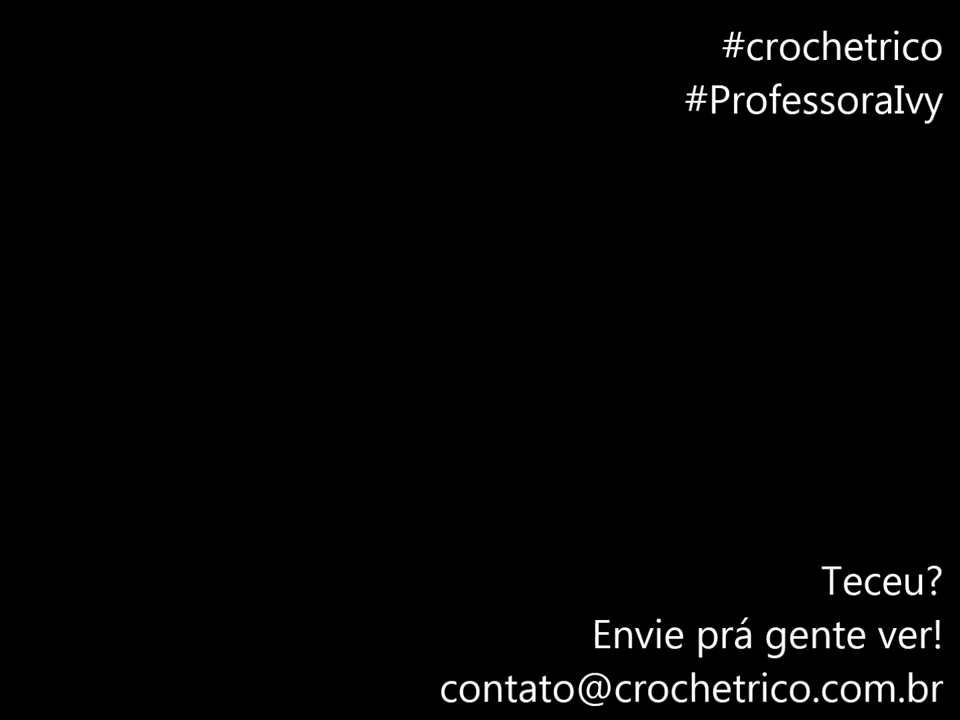 #crochetrico
#ProfessoraIvy
Teceu?
Envie prá gente ver!
contato@crochetrico.com.br